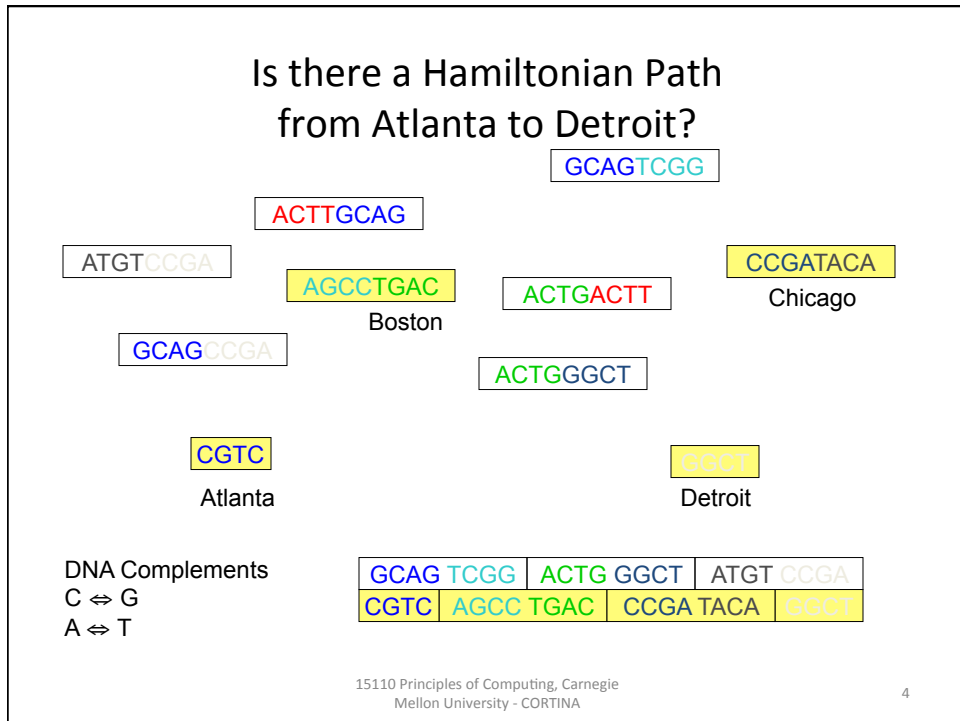 Is there a Hamiltonian Path
from Atlanta to Detroit?
GCAGTCGG
ACTTGCAG
ATGTCCGA
CCGATACA
Chicago
AGCCTGAC
Boston
ACTGACTT
GCAGCCGA
ACTGGGCT
CGTC
Atlanta
GGCT
Detroit
DNA Complements
C ⇔ G
A ⇔ T
GCAG TCGG ACTG GGCT ATGT CCGA
CGTC AGCC TGAC CCGA TACA GGCT
15110 Principles of Computing, Carnegie
Mellon University - CORTINA
4